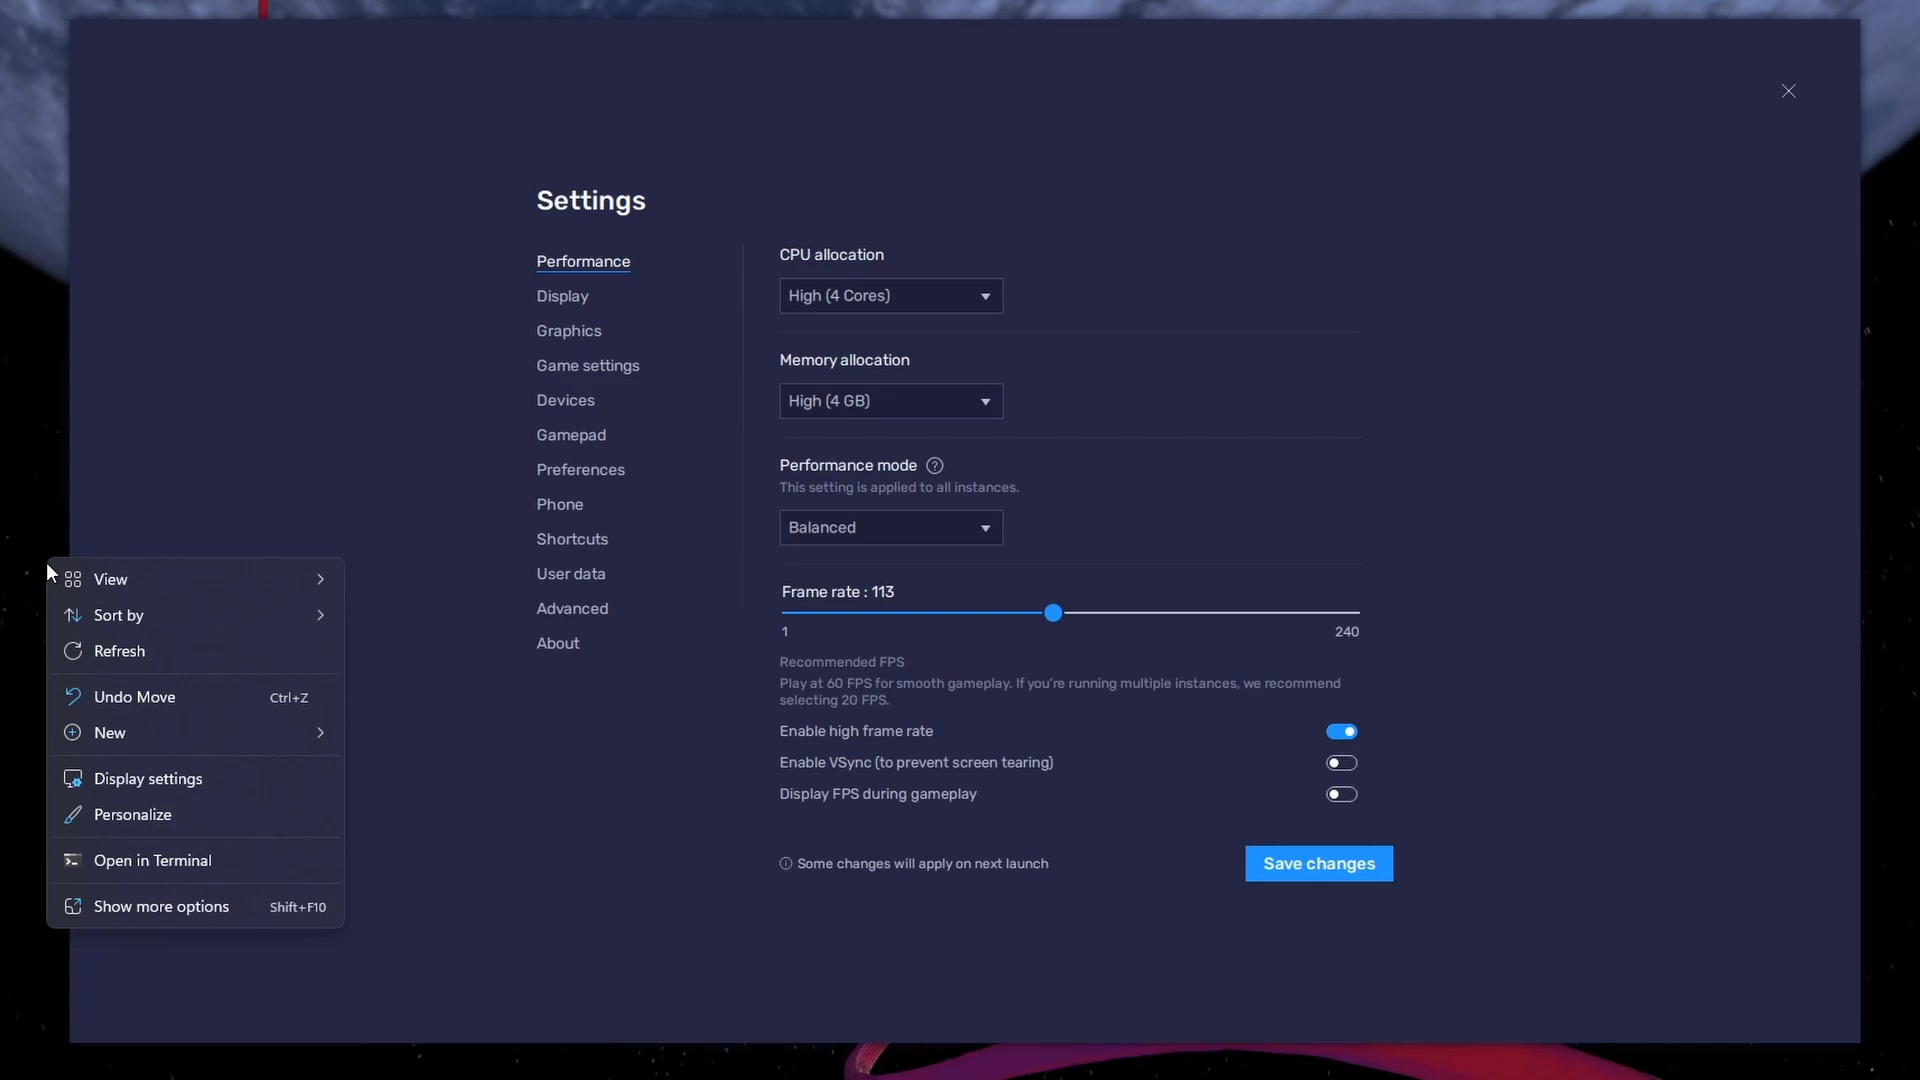 Settings
Performance
Display
Graphics
Game settings
Devices
Gamepad
Preferences
Phone
Shortcuts
User data
Advanced
About
CPU allocation
High (4 Cores)
Memory allocation
High (4 GB)
Performance mode ?
This setting is applied to all instances.
Balanced
Frame rate : 113
1 240
Recommended FPS
Play at 60 FPS for smooth gameplay. If you're running multiple instances, we recommend
selecting 20 FPS.
Enable high frame rate
Enable VSync (to prevent screen tearing)
Display FPS during gameplay
Some changes will apply on next launch
Save changes
View
Sort by
Refresh
Undo Move Ctrl+Z
New
Display settings
Personalize
Open in Terminal
Show more options Shift+F10